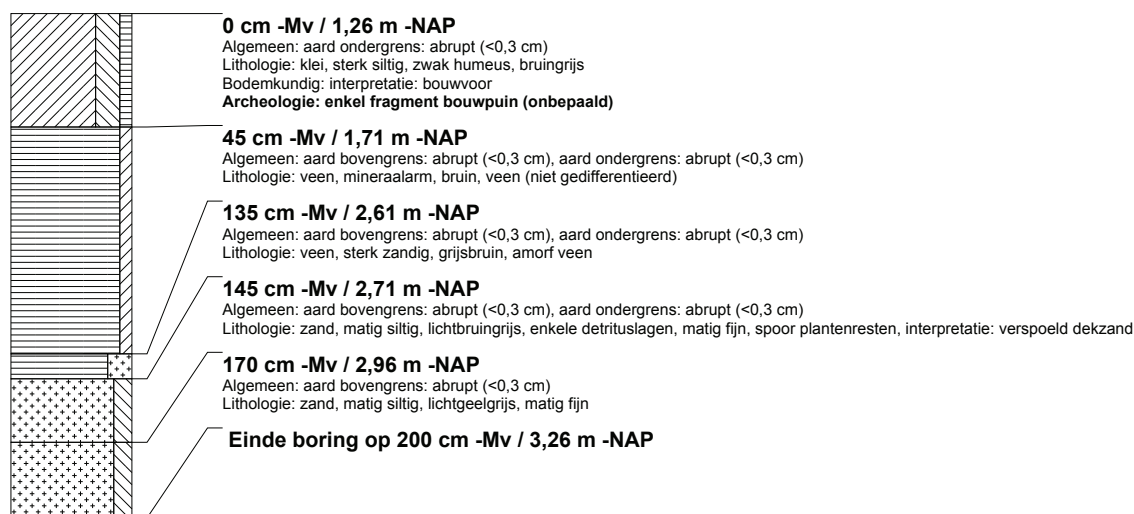 0 cm -Mv / 1,26 m -NAP
Algemeen: aard ondergrens: abrupt (<0,3 cm)
Lithologie: klei, sterk siltig, zwak humeus, bruingrijs
Bodemkundig: interpretatie: bouwvoor
Archeologie: enkel fragment bouwpuin (onbepaald)
45 cm -Mv / 1,71 m -NAP
Algemeen: aard bovengrens: abrupt (<0,3 cm), aard ondergrens: abrupt (<0,3 cm)
Lithologie: veen, mineraalarm, bruin, veen (niet gedifferentieerd)
135 cm -Mv / 2,61 m -NAP
Algemeen: aard bovengrens: abrupt (<0,3 cm), aard ondergrens: abrupt (<0,3 cm)
Lithologie: veen, sterk zandig, grijsbruin, amorf veen
145 cm -Mv / 2,71 m -NAP
Algemeen: aard bovengrens: abrupt (<0,3 cm), aard ondergrens: abrupt (<0,3 cm)
Lithologie: zand, matig siltig, lichtbruingrijs, enkele detrituslagen, matig fijn, spoor plantenresten, interpretatie: verspoeld dekzand
170 cm -Mv / 2,96 m -NAP
Algemeen: aard bovengrens: abrupt (<0,3 cm)
Lithologie: zand, matig siltig, lichtgeelgrijs, matig fijn
Einde boring op 200 cm -Mv / 3,26 m -NAP